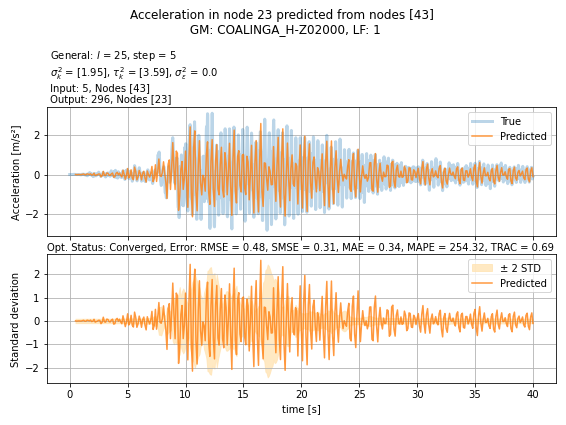 Acceleration in node 23 predicted from nodes [43]
GM: COALINGA_H-Z02000, LF: 1
General: l = 25, step = 5
σ²ₖ = [1.95], τ²ₖ = [3.59], σ²ε = 0.0
Input: 5, Nodes [43]
Output: 296, Nodes [23]
Acceleration [m/s²]
2
0
−2
True
Predicted
Opt. Status: Converged, Error: RMSE = 0.48, SMSE = 0.31, MAE = 0.34, MAPE = 254.32, TRAC = 0.69
Standard deviation
2
1
0
−1
−2
± 2 STD
Predicted
0 5 10 15 20 25 30 35 40
time [s]